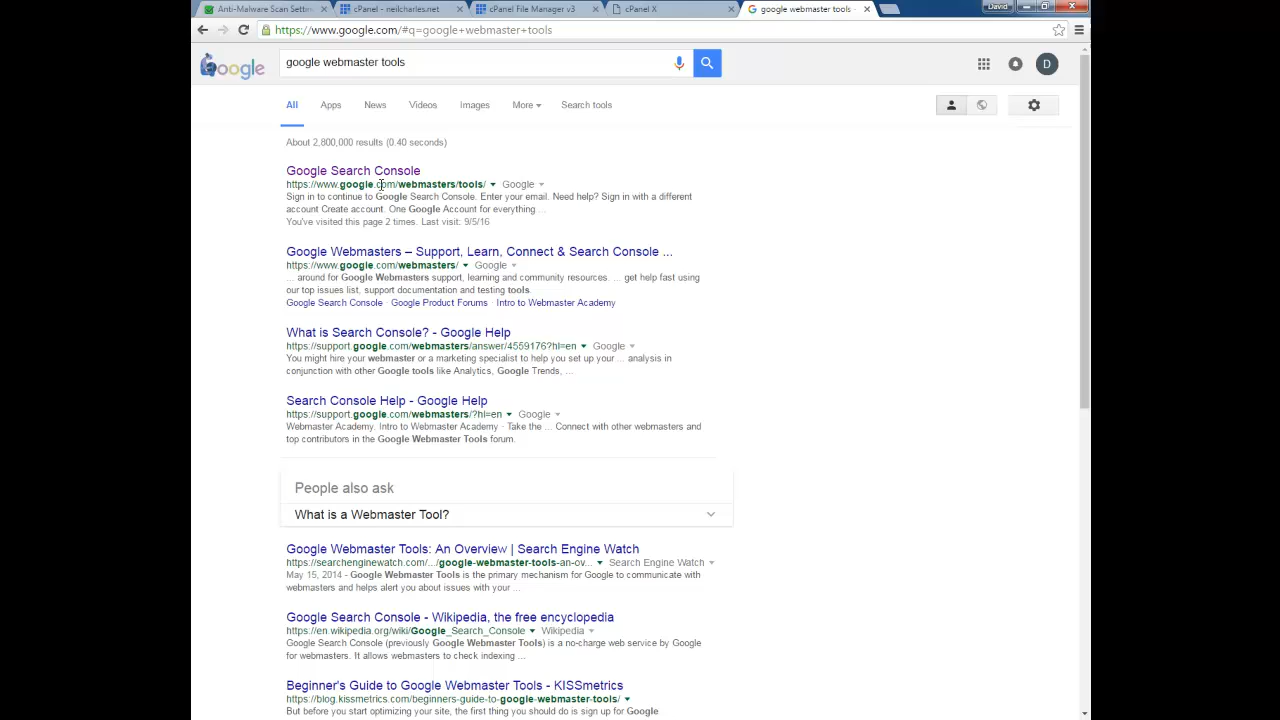 Anti-Malware Scan Settin
cPanel - neilcharles.net
cPanel File Manager v3
cPanel X
google webmaster tools -
David
https://www.google.com/#q=google+webmaster+tools
Google
google webmaster tools
D
All
Apps
News
Videos
Images
More
Search tools
About 2,800,000 results (0.40 seconds)
Google Search Console
https://www.google.com/webmasters/tools/ Google
Sign in to continue to Google Search Console. Enter your email. Need help? Sign in with a different
account Create account. One Google Account for everything ...
You've visited this page 2 times. Last visit: 9/5/16
Google Webmasters – Support, Learn, Connect & Search Console ...
https://www.google.com/webmasters/ Google
... around for Google Webmasters support, learning and community resources. ... get help fast using
our top issues list, support documentation and testing tools.
Google Search Console · Google Product Forums · Intro to Webmaster Academy
What is Search Console? - Google Help
https://support.google.com/webmasters/answer/4559176?hl=en Google
You might hire your webmaster or a marketing specialist to help you set up your ... analysis in
conjunction with other Google tools like Analytics, Google Trends, ...
Search Console Help - Google Help
https://support.google.com/webmasters/?hl=en Google
Webmaster Academy. Intro to Webmaster Academy · Take the ... Connect with other webmasters and
top contributors in the Google Webmaster Tools forum.
People also ask
What is a Webmaster Tool?
Google Webmaster Tools: An Overview | Search Engine Watch
https://searchenginewatch.com/.../google-webmaster-tools-an-ov... Search Engine Watch
May 15, 2014 - Google Webmaster Tools is the primary mechanism for Google to communicate with
webmasters and helps alert you about issues with your ...
Google Search Console - Wikipedia, the free encyclopedia
https://en.wikipedia.org/wiki/Google_Search_Console Wikipedia
Google Search Console (previously Google Webmaster Tools) is a no-charge web service by Google
for webmasters. It allows webmasters to check indexing ...
Beginner's Guide to Google Webmaster Tools - KISSmetrics
https://blog.kissmetrics.com/beginners-guide-to-google-webmaster-tools/
But before you start optimizing your site, the first thing you should do is sign up for Google